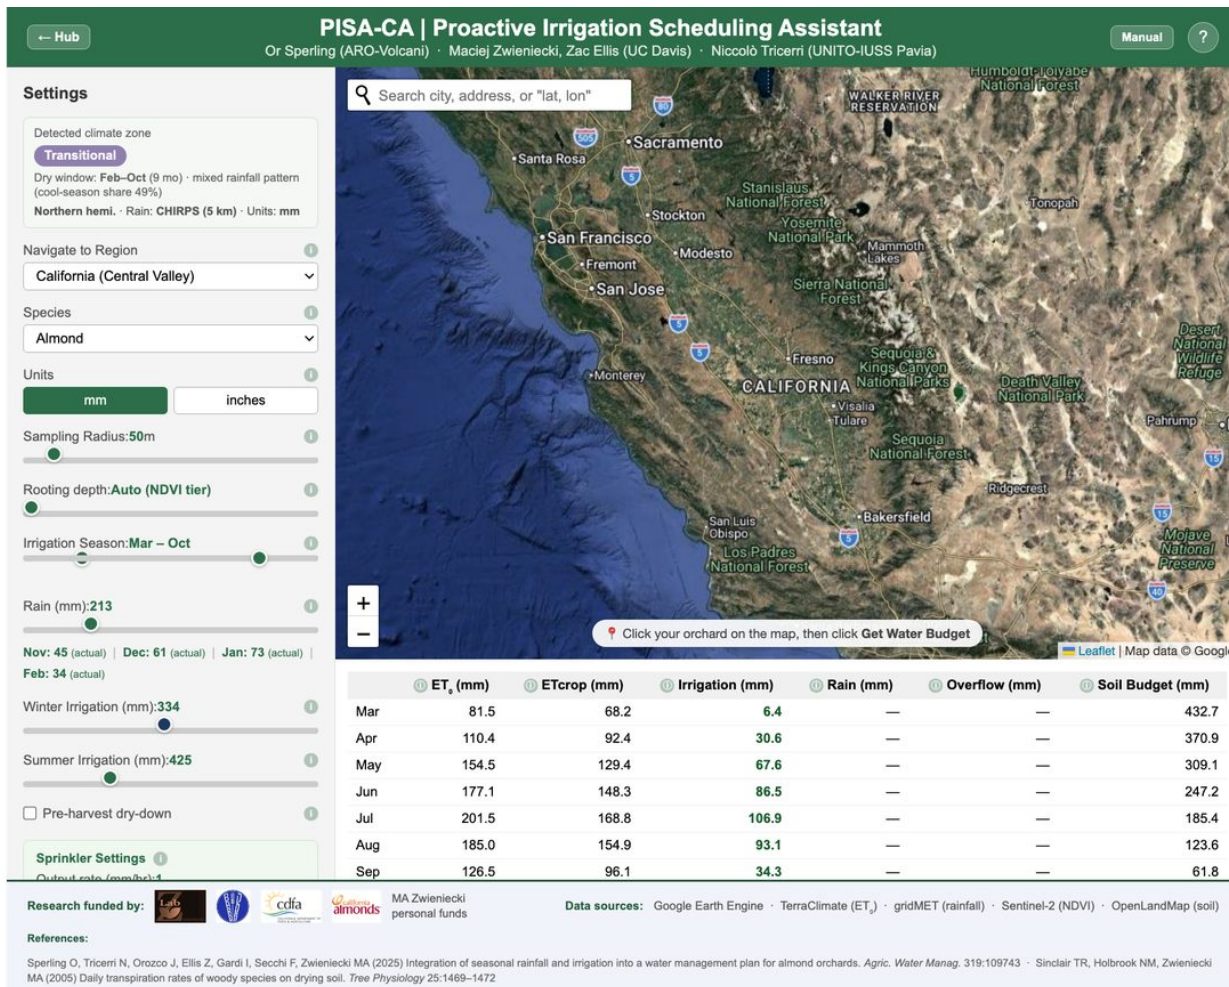 ← Hub
PISA-CA | Proactive Irrigation Scheduling Assistant
Or Sperling (ARO-Volcani) · Maciej Zwieniecki, Zac Ellis (UC Davis) · Niccolò Tricerri (UNITO-IUSS Pavia)
Manual
?
Settings
Detected climate zone
Transitional
Dry window: Feb–Oct (9 mo) · mixed rainfall pattern
(cool-season share 49%)
Northern hemi. · Rain: CHIRPS (5 km) · Units: mm
Navigate to Region
California (Central Valley)
Species
Almond
Units
mm
inches
Sampling Radius:50m
Rooting depth:Auto (NDVI tier)
Irrigation Season:Mar – Oct
Rain (mm):213
Nov: 45 (actual) | Dec: 61 (actual) | Jan: 73 (actual) |
Feb: 34 (actual)
Winter Irrigation (mm):334
Summer Irrigation (mm):425
Pre-harvest dry-down
Sprinkler Settings
Output rate (mm/hr):1
Search city, address, or "lat, lon"
Humboldt-Toiyabe
National Forest
WALKER RIVER
RESERVATION
80
505
Sacramento
Santa Rosa
5
Stanislaus
National Forest
Tonopah
Stockton
Yosemite
National Park
San Francisco
Modesto
Mammoth
Lakes
Fremont
San Jose
Sierra National
Forest
5
5
Desert
National
Wildlife
Refuge
Fresno
Sequoia &
Kings Canyon
National Parks
Monterey
CALIFORNIA
Death Valley
National Park
Visalia
Tulare
Pahrump
Sequoia
National Forest
15
Ridgecrest
15
San Luis
Obispo
Bakersfield
5
Mojave
National
Preserve
Los Padres
National Forest
40
+
−
📍 Click your orchard on the map, then click Get Water Budget
Leaflet | Map data © Google
ET₀ (mm) ETcrop (mm) Irrigation (mm) Rain (mm) Overflow (mm) Soil Budget (mm)
Mar 81.5 68.2 6.4 — — 432.7
Apr 110.4 92.4 30.6 — — 370.9
May 154.5 129.4 67.6 — — 309.1
Jun 177.1 148.3 86.5 — — 247.2
Jul 201.5 168.8 106.9 — — 185.4
Aug 185.0 154.9 93.1 — — 123.6
Sep 126.5 96.1 34.3 — — 61.8
Research funded by:
Lab
cdfa
california
almonds
MA Zwieniecki
personal funds
Data sources: Google Earth Engine · TerraClimate (ET₀) · gridMET (rainfall) · Sentinel-2 (NDVI) · OpenLandMap (soil)
References:
Sperling O, Tricerri N, Orozco J, Ellis Z, Gardi I, Secchi F, Zwieniecki MA (2025) Integration of seasonal rainfall and irrigation into a water management plan for almond orchards. Agric. Water Manag. 319:109743 · Sinclair TR, Holbrook NM, Zwieniecki
MA (2005) Daily transpiration rates of woody species on drying soil. Tree Physiology 25:1469–1472